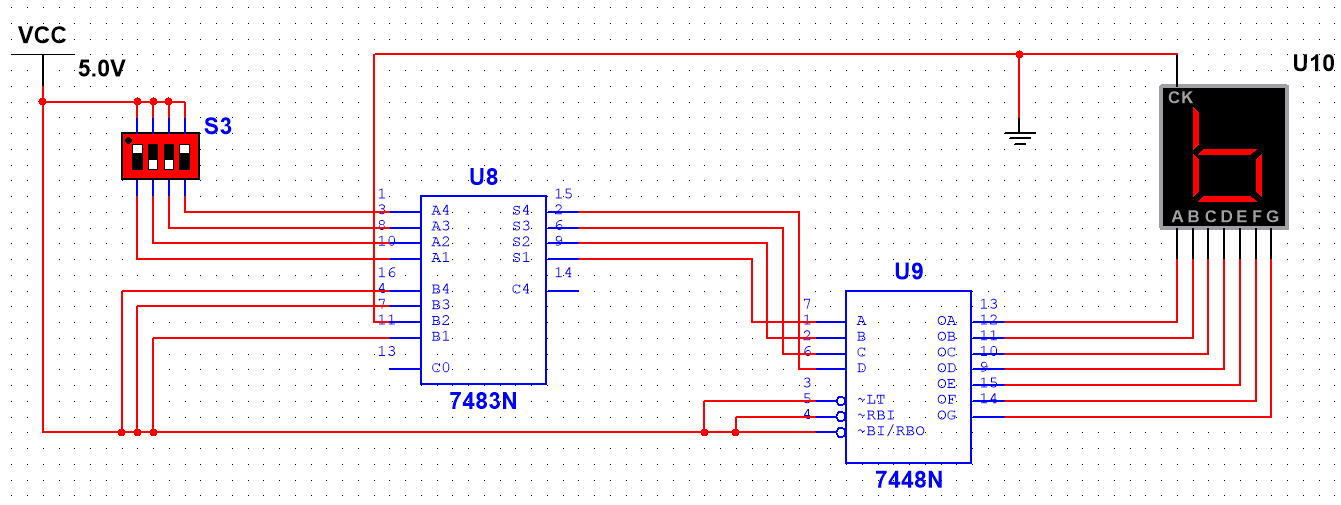 VCC
5.0V
S3
U8
1
3
8
10
16
4
7
11
13
A4
A3
A2
A1
B4
B3
B2
B1
C0
S4
S3
S2
S1
C4
15
2
6
9
14
7483N
U9
7
1
2
6
3
5
4
A
B
C
D
~LT
~RBI
~BI/RBO
OA
OB
OC
OD
OE
OF
OG
13
12
11
10
9
15
14
7448N
U10
CK
A B C D E F G